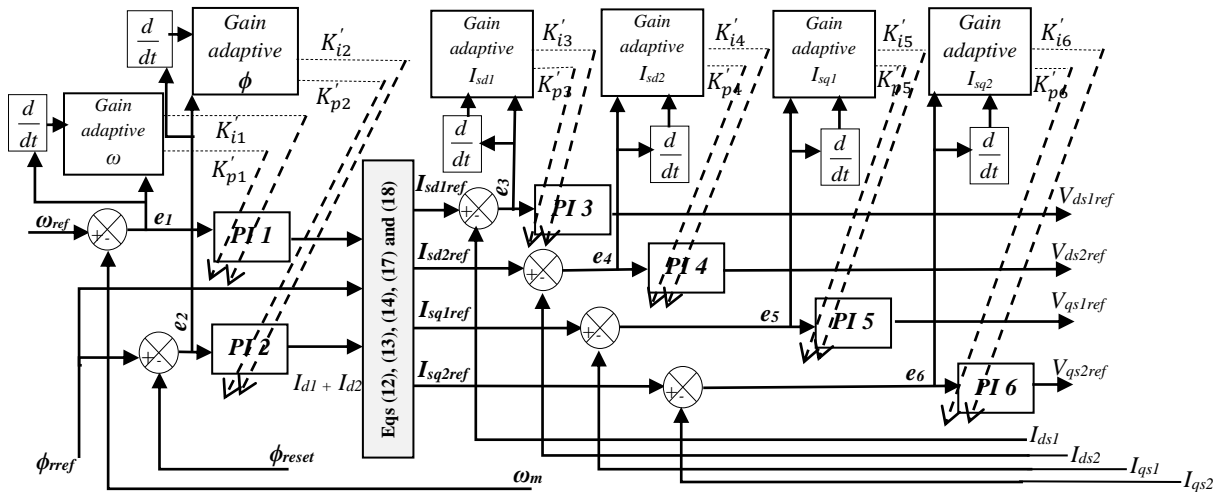 d
dt
Gain
adaptive
ϕ
K'i2
K'p2
d
dt
Gain
adaptive
ω
K'i1
K'p1
Gain
adaptive
Isd1
K'i3
K'p3
Gain
adaptive
Isd2
K'i4
K'p4
Gain
adaptive
Isq1
K'i5
K'p5
Gain
adaptive
Isq2
K'i6
K'p6
d
dt
d
dt
d
dt
d
dt
ωref
+
-
e1
PI 1
e2
+
-
PI 2
Id1 + Id2
ϕrref
ϕreset
ωm
Eqs (12), (13), (14), (17) and (18)
Isd1ref
+
-
e3
PI 3
Vds1ref
Isd2ref
+
-
e4
PI 4
Vds2ref
Isq1ref
+
-
e5
PI 5
Vqs1ref
Isq2ref
+
-
e6
PI 6
Vqs2ref
Ids1
Ids2
Iqs1
Iqs2